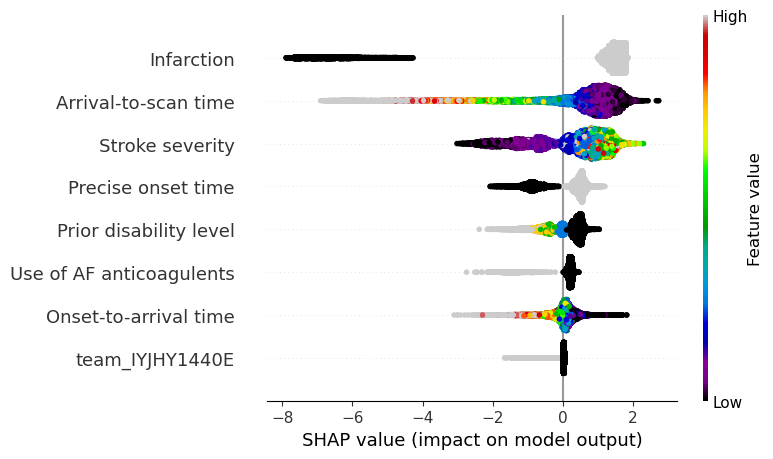 High
Infarction
Arrival-to-scan time
Stroke severity
Precise onset time
Prior disability level
Use of AF anticoagulents
Onset-to-arrival time
team_IYJHY1440E
Feature value
Low
−8 −6 −4 −2 0 2
SHAP value (impact on model output)